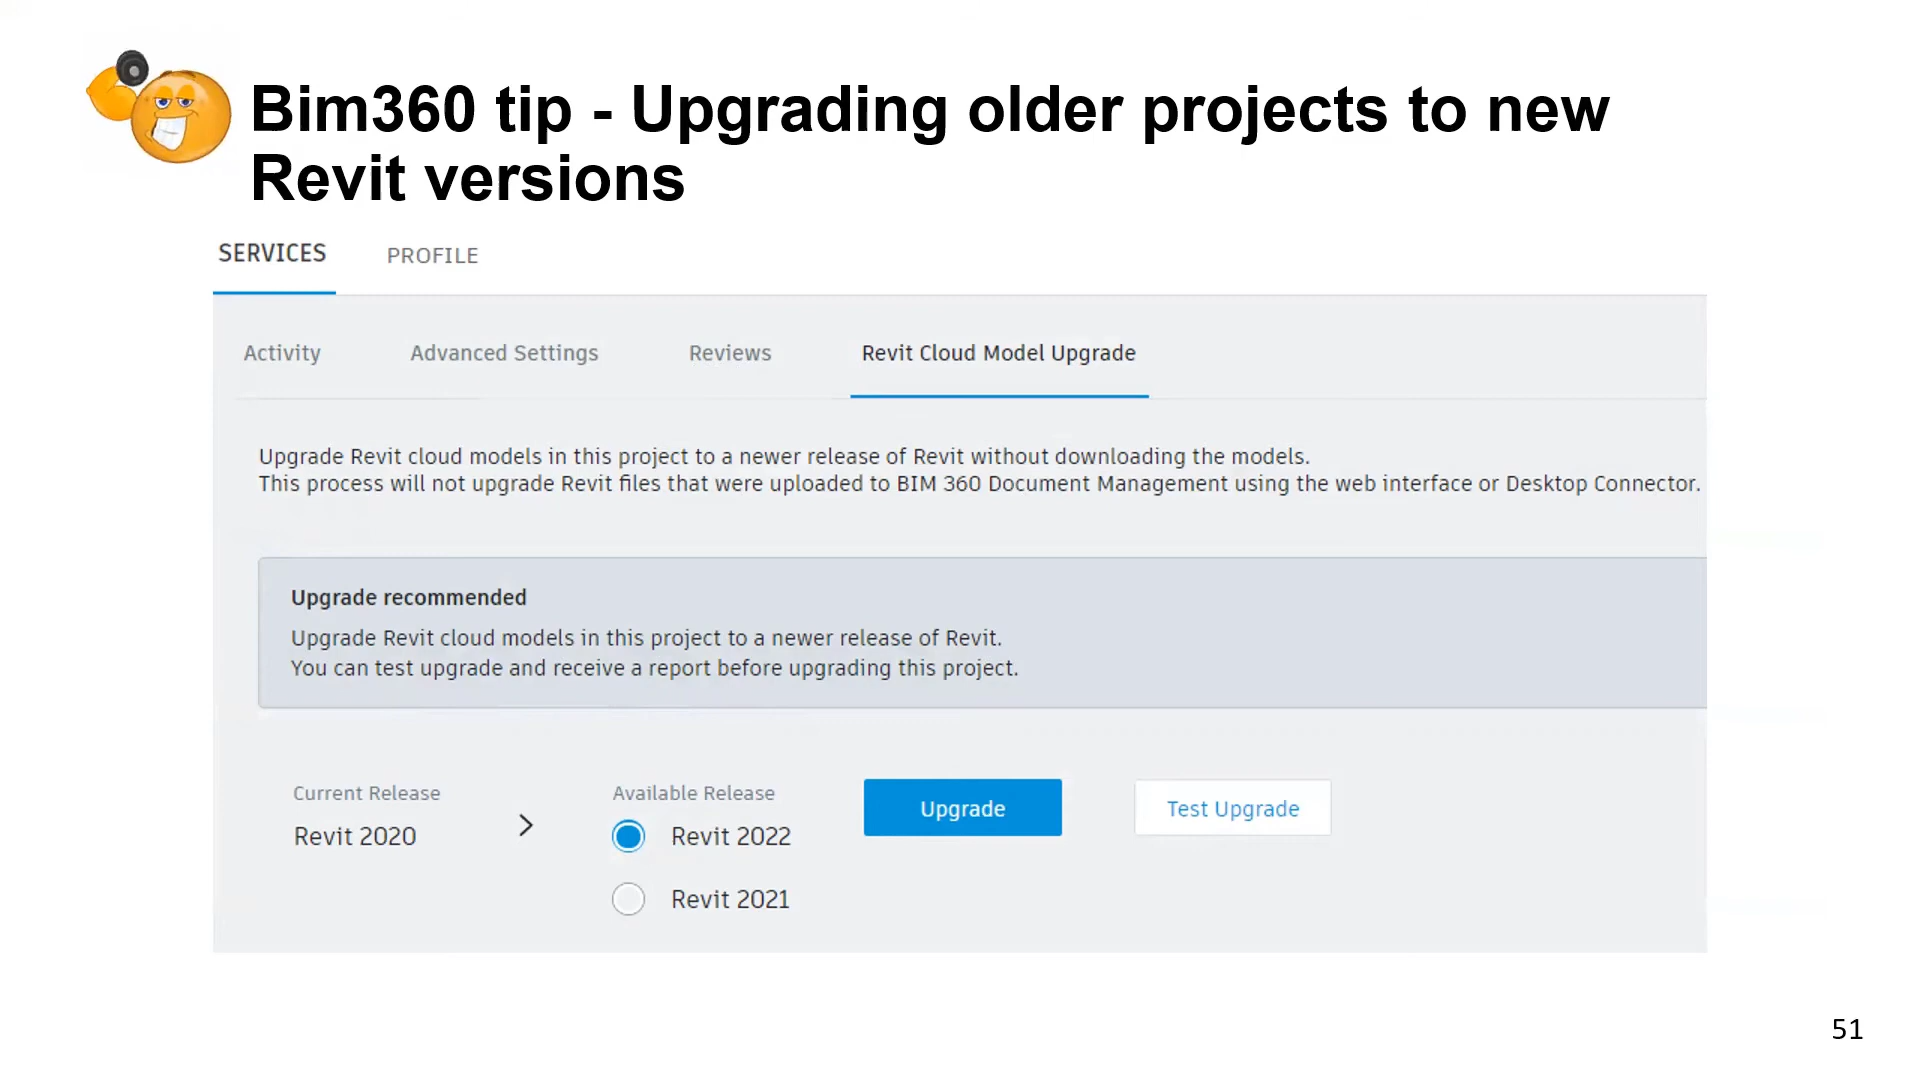 Bim360 tip - Upgrading older projects to new
Revit versions
SERVICES PROFILE
Activity Advanced Settings Reviews Revit Cloud Model Upgrade
Upgrade Revit cloud models in this project to a newer release of Revit without downloading the models.
This process will not upgrade Revit files that were uploaded to BIM 360 Document Management using the web interface or Desktop Connector.
Upgrade recommended
Upgrade Revit cloud models in this project to a newer release of Revit.
You can test upgrade and receive a report before upgrading this project.
Current Release > Available Release Upgrade Test Upgrade
Revit 2020 Revit 2022
Revit 2021
51